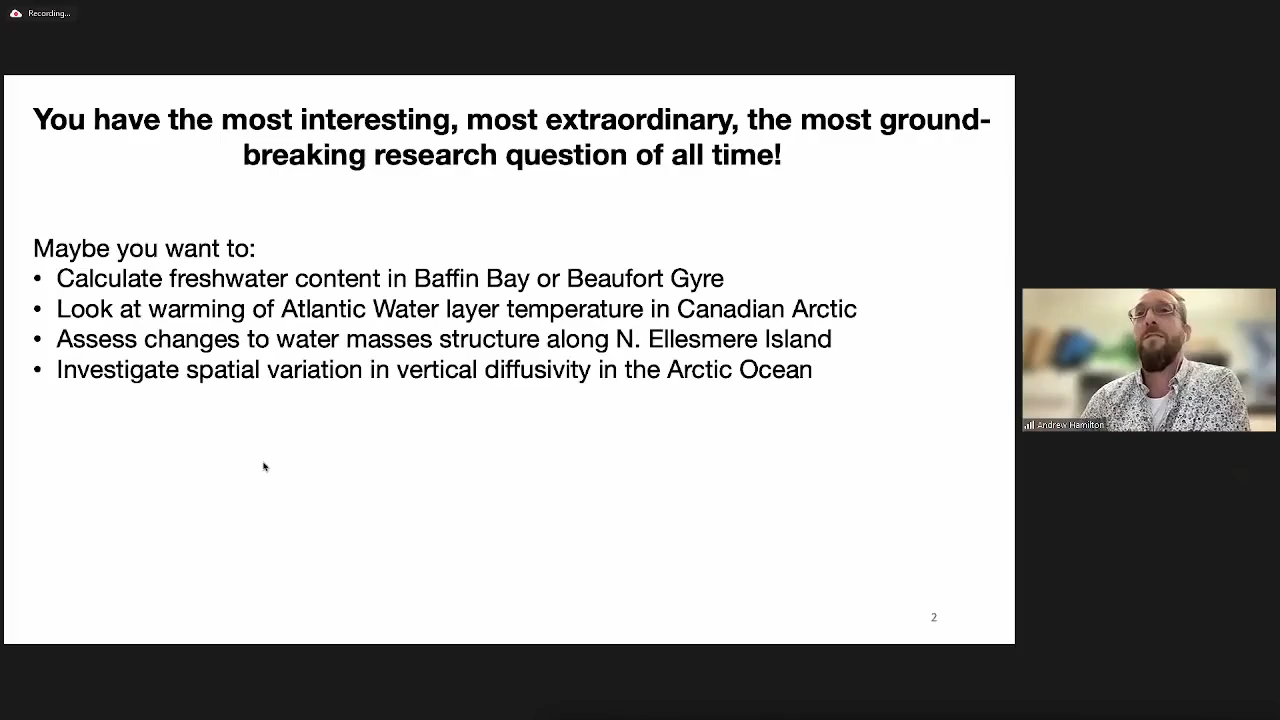 Recording...
You have the most interesting, most extraordinary, the most ground-
breaking research question of all time!
Maybe you want to:
• Calculate freshwater content in Baffin Bay or Beaufort Gyre
• Look at warming of Atlantic Water layer temperature in Canadian Arctic
• Assess changes to water masses structure along N. Ellesmere Island
• Investigate spatial variation in vertical diffusivity in the Arctic Ocean
Andrew Hamilton
2